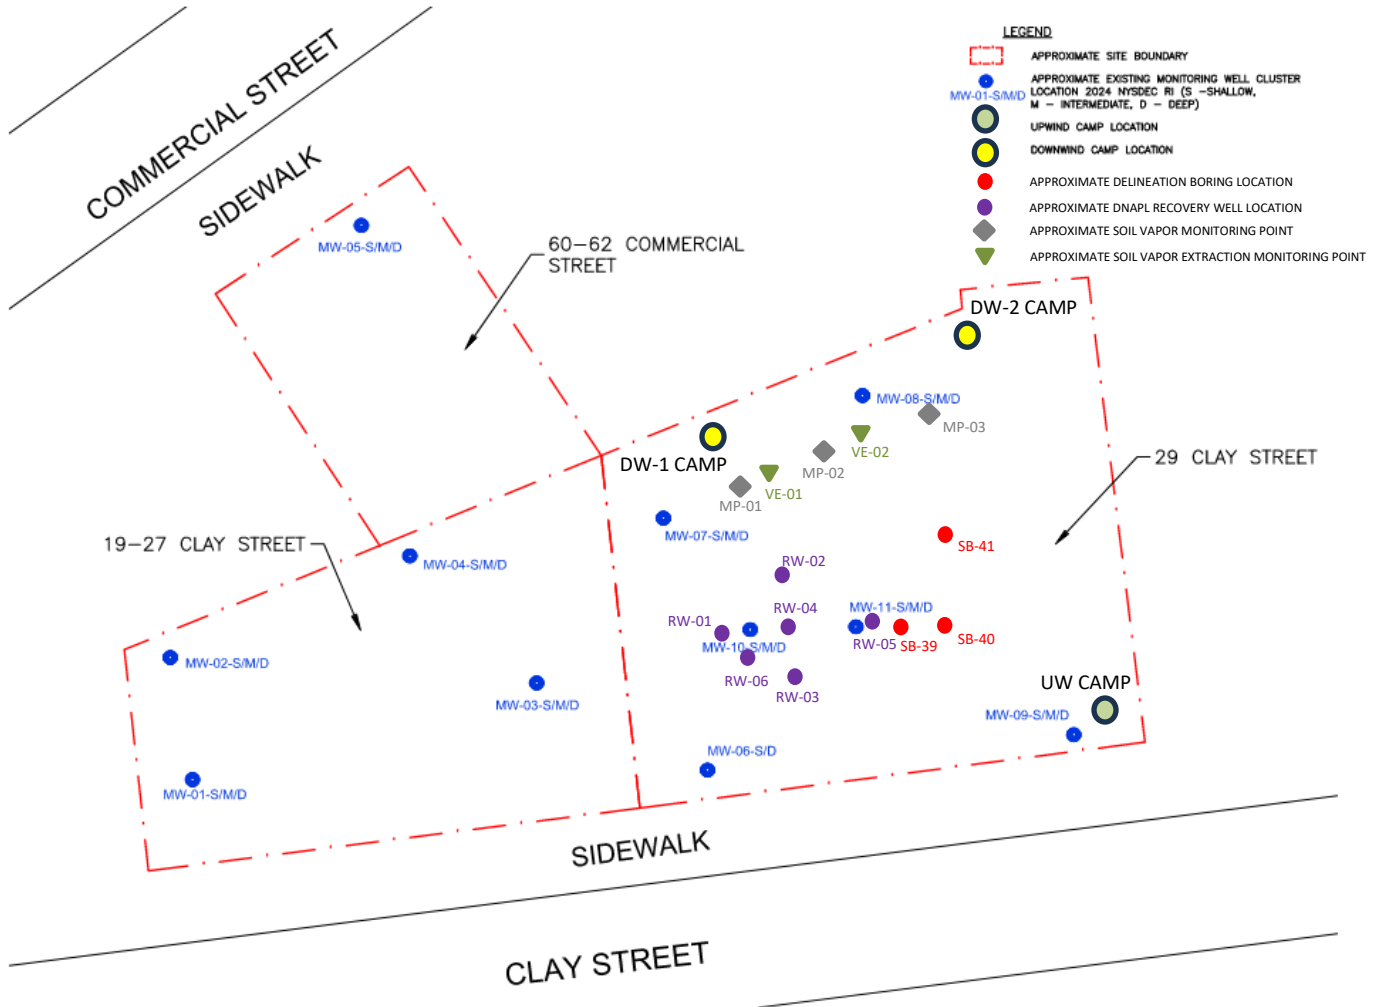 COMMERCIAL STREET
SIDEWALK
LEGEND
APPROXIMATE SITE BOUNDARY
MW-01-S/M/D
APPROXIMATE EXISTING MONITORING WELL CLUSTER
LOCATION 2024 NYSDEC RI (S -SHALLOW,
M - INTERMEDIATE, D - DEEP)
UPWIND CAMP LOCATION
DOWNWIND CAMP LOCATION
APPROXIMATE DELINEATION BORING LOCATION
APPROXIMATE DNAPL RECOVERY WELL LOCATION
APPROXIMATE SOIL VAPOR MONITORING POINT
APPROXIMATE SOIL VAPOR EXTRACTION MONITORING POINT
MW-05-S/M/D
60-62 COMMERCIAL
STREET
DW-2 CAMP
MW-08-S/M/D
MP-03
VE-02
DW-1 CAMP
MP-02
VE-01
MP-01
29 CLAY STREET
MW-07-S/M/D
19-27 CLAY STREET
SB-41
MW-04-S/M/D
RW-02
RW-04
MW-11-S/M/D
RW-01
MW-10-S/M/D
RW-05
SB-39
SB-40
MW-02-S/M/D
RW-06
RW-03
UW CAMP
MW-03-S/M/D
MW-09-S/M/D
MW-06-S/D
MW-01-S/M/D
SIDEWALK
CLAY STREET